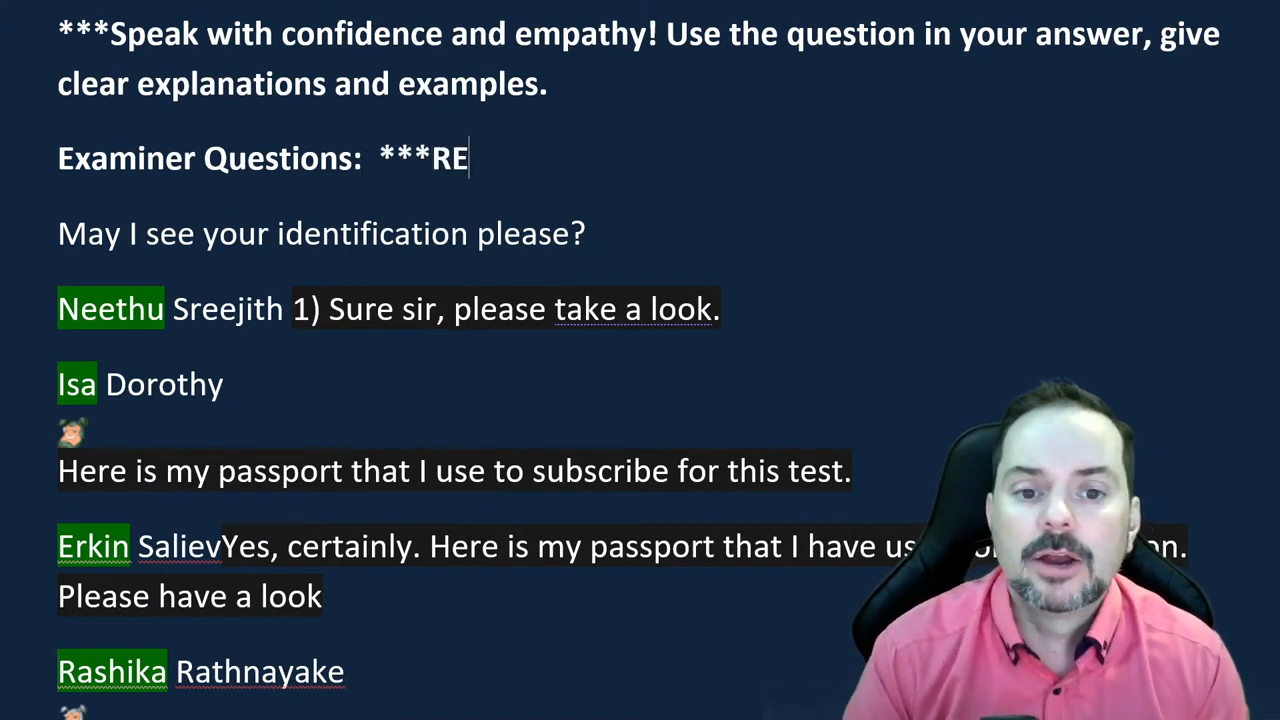 ***Speak with confidence and empathy! Use the question in your answer, give
clear explanations and examples.
Examiner Questions: ***RE
May I see your identification please?
Neethu Sreejith 1) Sure sir, please take a look.
Isa Dorothy
Here is my passport that I use to subscribe for this test.
Erkin SalievYes, certainly. Here is my passport that I have
Please have a look
Rashika Rathnayake